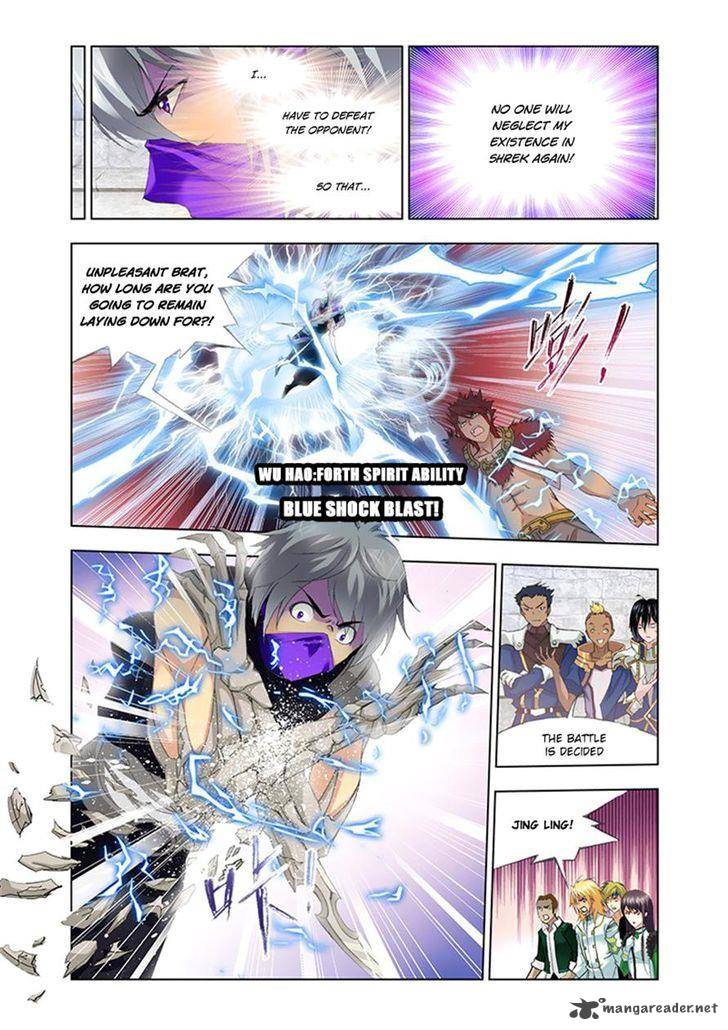 I...
HAVE TO DEFEAT
THE OPPONENT!
SO THAT...
NO ONE WILL
NEGLECT MY
EXISTENCE IN
SHREK AGAIN!
UNPLEASANT BRAT,
HOW LONG ARE YOU
GOING TO REMAIN
LAYING DOWN FOR?!
嘭!
WU HAO:FORTH SPIRIT ABILITY
BLUE SHOCK BLAST!
咔!
THE BATTLE
IS DECIDED
JING LING!
mangareader.net